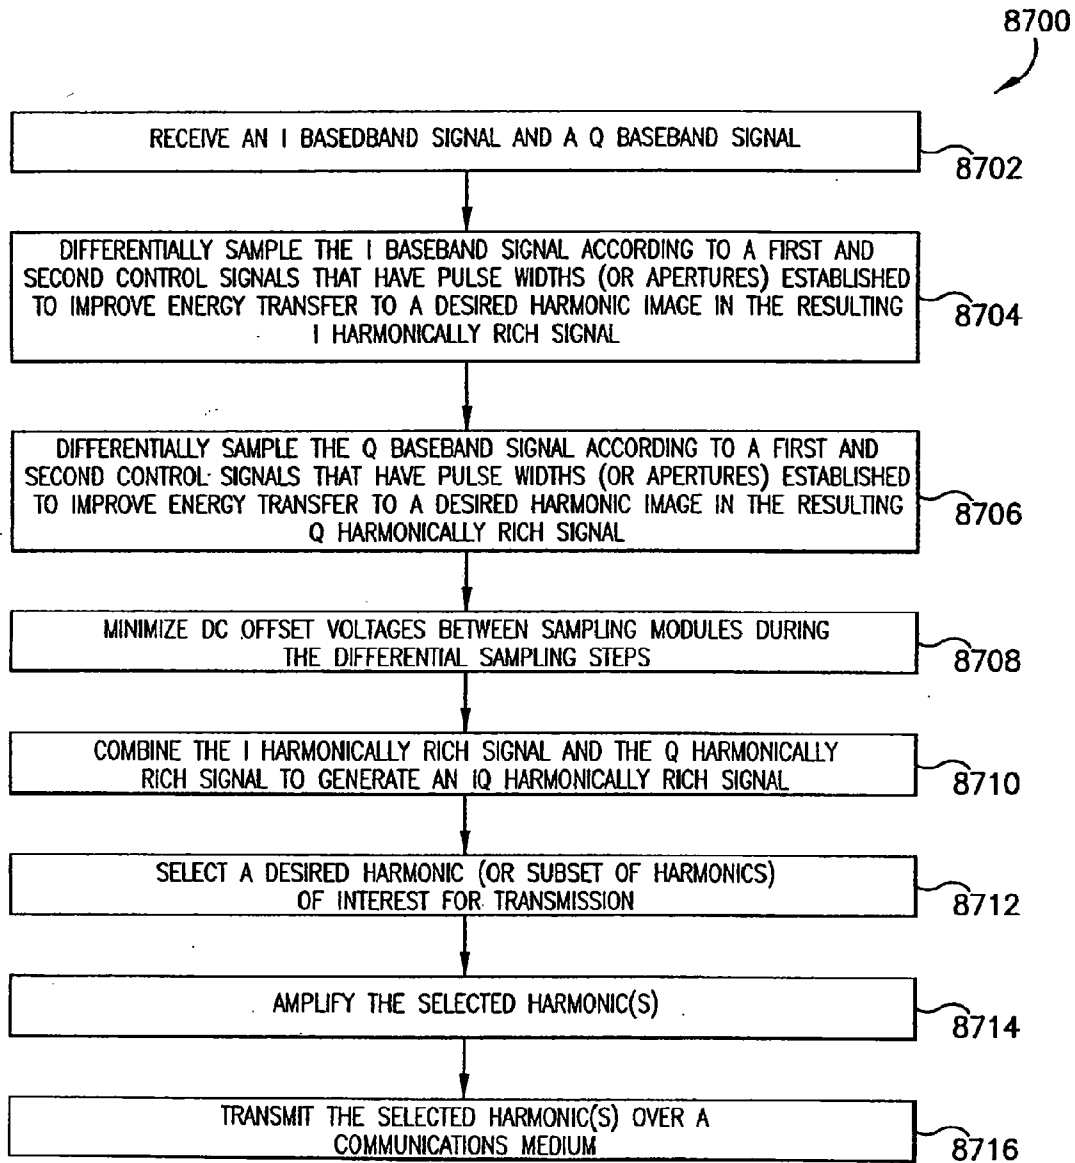 8700
RECEIVE AN I BASEDBAND SIGNAL AND A Q BASEBAND SIGNAL
8702
DIFFERENTIALLY SAMPLE THE I BASEBAND SIGNAL ACCORDING TO A FIRST AND
SECOND CONTROL SIGNALS THAT HAVE PULSE WIDTHS (OR APERTURES) ESTABLISHED
TO IMPROVE ENERGY TRANSFER TO A DESIRED HARMONIC IMAGE IN THE RESULTING
I HARMONICALLY RICH SIGNAL
8704
DIFFERENTIALLY SAMPLE THE Q BASEBAND SIGNAL ACCORDING TO A FIRST AND
SECOND CONTROL SIGNALS THAT HAVE PULSE WIDTHS (OR APERTURES) ESTABLISHED
TO IMPROVE ENERGY TRANSFER TO A DESIRED HARMONIC IMAGE IN THE RESULTING
Q HARMONICALLY RICH SIGNAL
8706
MINIMIZE DC OFFSET VOLTAGES BETWEEN SAMPLING MODULES DURING
THE DIFFERENTIAL SAMPLING STEPS
8708
COMBINE THE I HARMONICALLY RICH SIGNAL AND THE Q HARMONICALLY
RICH SIGNAL TO GENERATE AN IQ HARMONICALLY RICH SIGNAL
8710
SELECT A DESIRED HARMONIC (OR SUBSET OF HARMONICS)
OF INTEREST FOR TRANSMISSION
8712
AMPLIFY THE SELECTED HARMONIC(S)
8714
TRANSMIT THE SELECTED HARMONIC(S) OVER A
COMMUNICATIONS MEDIUM
8716